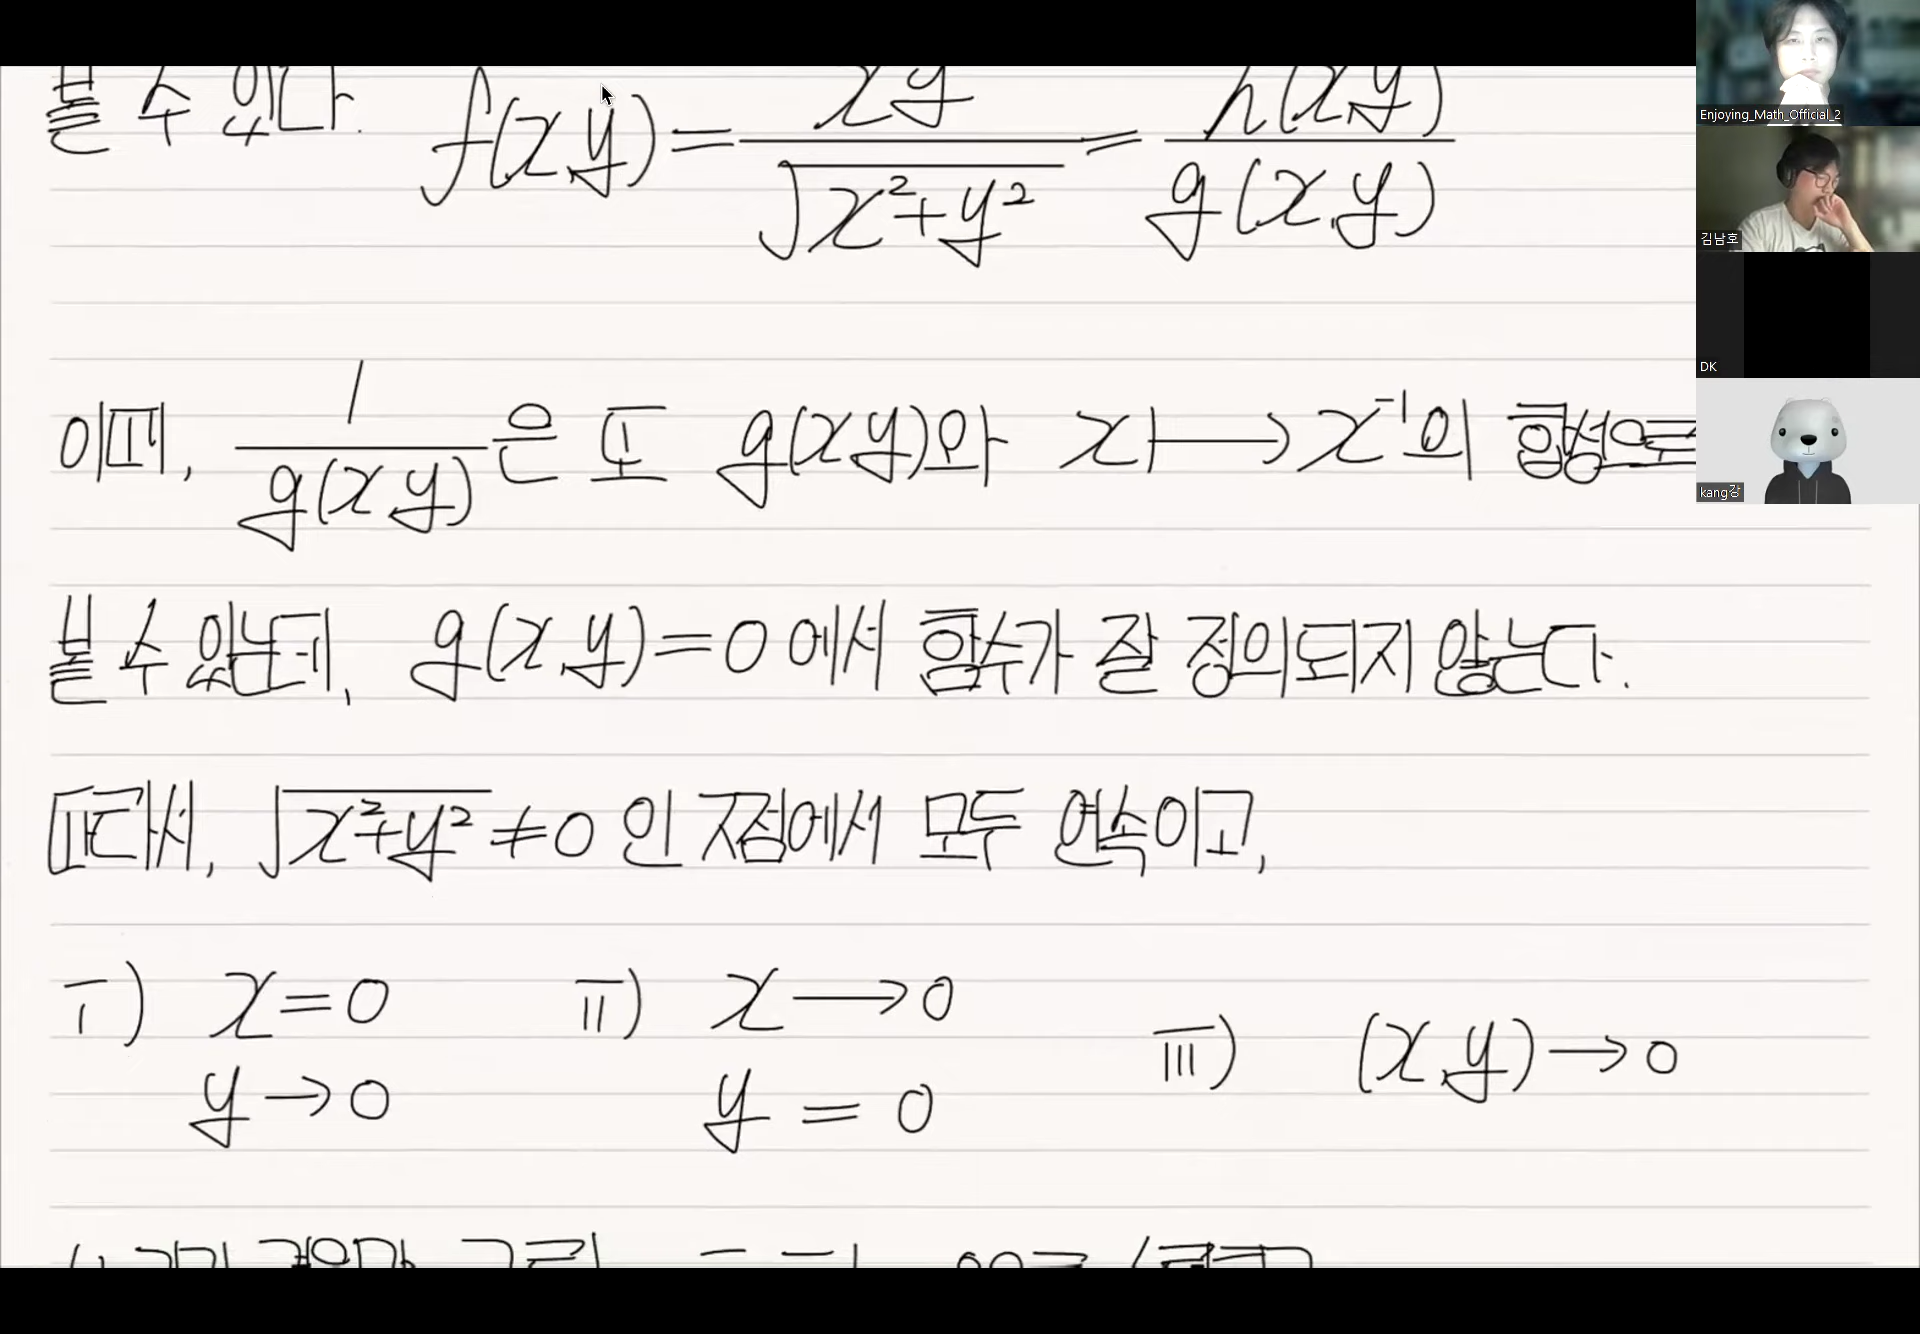 볼 수 있다. f(x,y) = xy / √(x²+y²) = h(x,y) / g(x,y)
이때, 1/g(x,y)은 또 g(x,y)와 x ↦ x⁻¹의 합성으로
볼 수 있는데, g(x,y)=0에서 함수가 잘 정의되지 않는다.
따라서, √(x²+y²) ≠ 0 인 지점에서 모두 연속이고,
i) x=0 ii) x → 0
y → 0 y = 0 iii) (x,y) → 0
Enjoying_Math_Official_2
김남호
DK
kang강